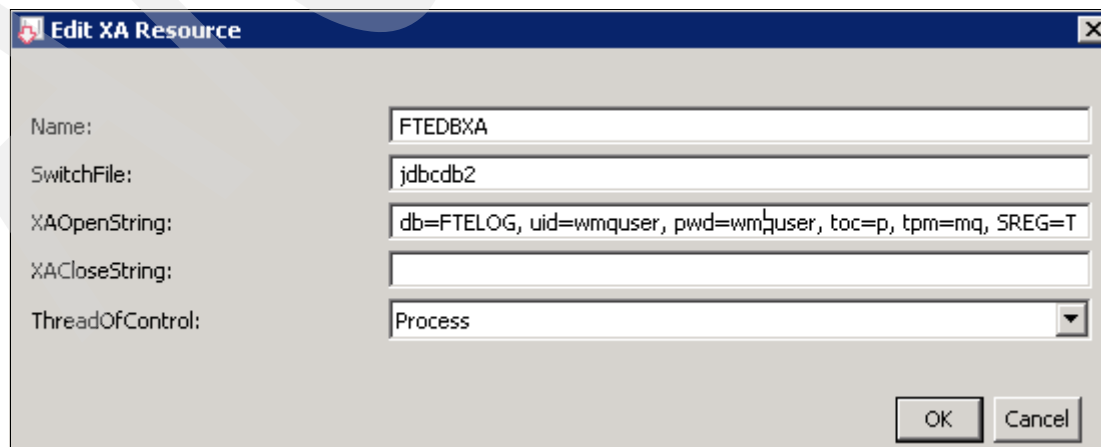 Edit XA Resource
Name: FTEDBXA
SwitchFile: jdbcdb2
XAOpenString: db=FTELOG, uid=wmquser, pwd=wmquser, toc=p, tpm=mq, SREG=T
XACloseString:
ThreadOfControl: Process
OK Cancel